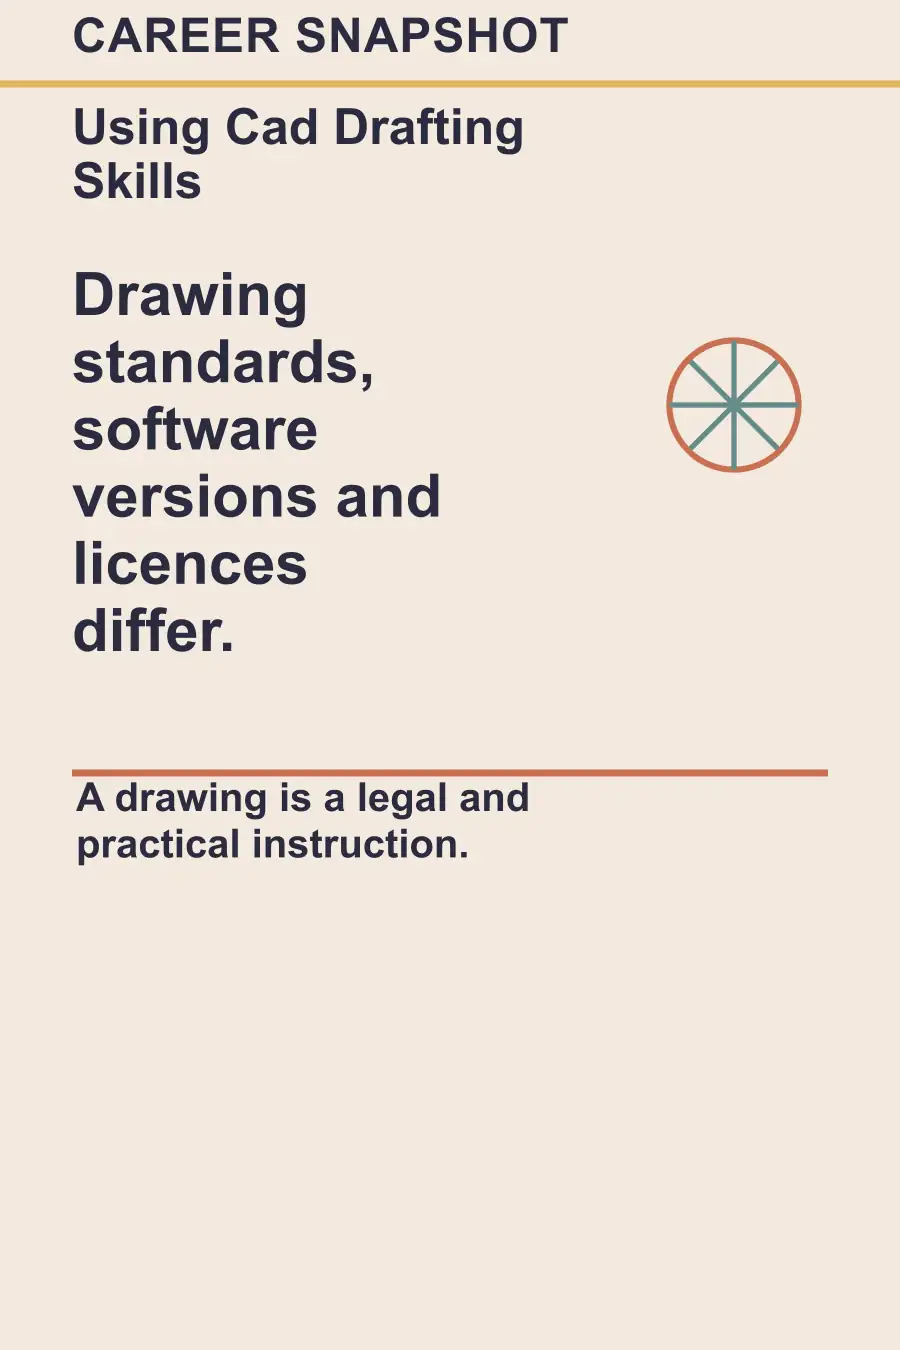 CAREER SNAPSHOT
Using Cad Drafting
Skills
Drawing
standards,
software
versions and
licences
differ.
A drawing is a legal and
practical instruction.